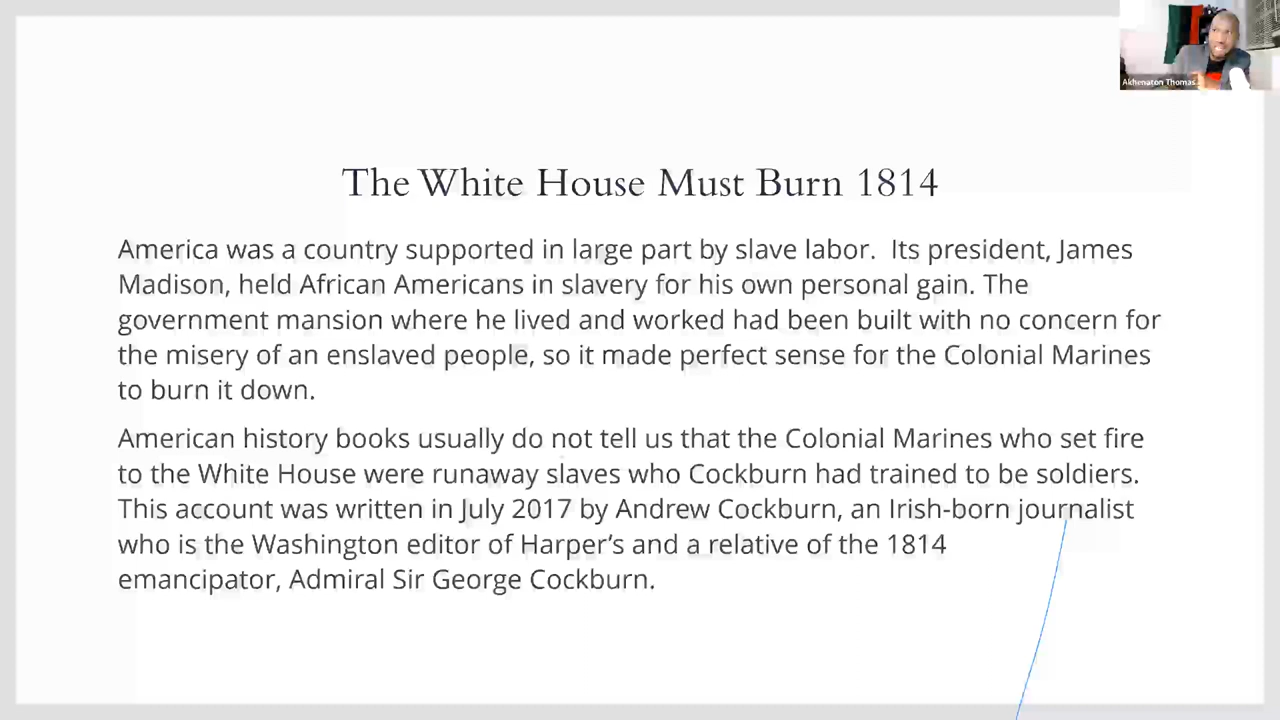 Akhenaton Thomas
The White House Must Burn 1814
America was a country supported in large part by slave labor. Its president, James
Madison, held African Americans in slavery for his own personal gain. The
government mansion where he lived and worked had been built with no concern for
the misery of an enslaved people, so it made perfect sense for the Colonial Marines
to burn it down.
American history books usually do not tell us that the Colonial Marines who set fire
to the White House were runaway slaves who Cockburn had trained to be soldiers.
This account was written in July 2017 by Andrew Cockburn, an Irish-born journalist
who is the Washington editor of Harper’s and a relative of the 1814
emancipator, Admiral Sir George Cockburn.